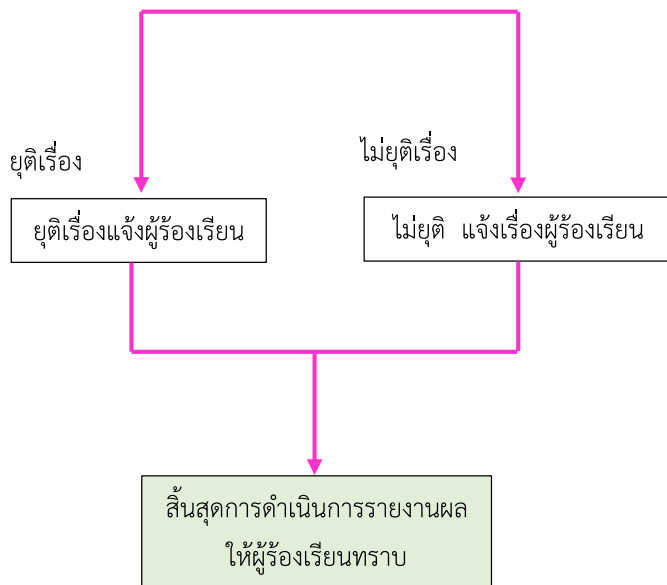 ยุติเรื่อง
ไม่ยุติเรื่อง
ยุติเรื่องแจ้งผู้ร้องเรียน
ไม่ยุติ แจ้งเรื่องผู้ร้องเรียน
สิ้นสุดการดำเนินการรายงานผล
ให้ผู้ร้องเรียนทราบ